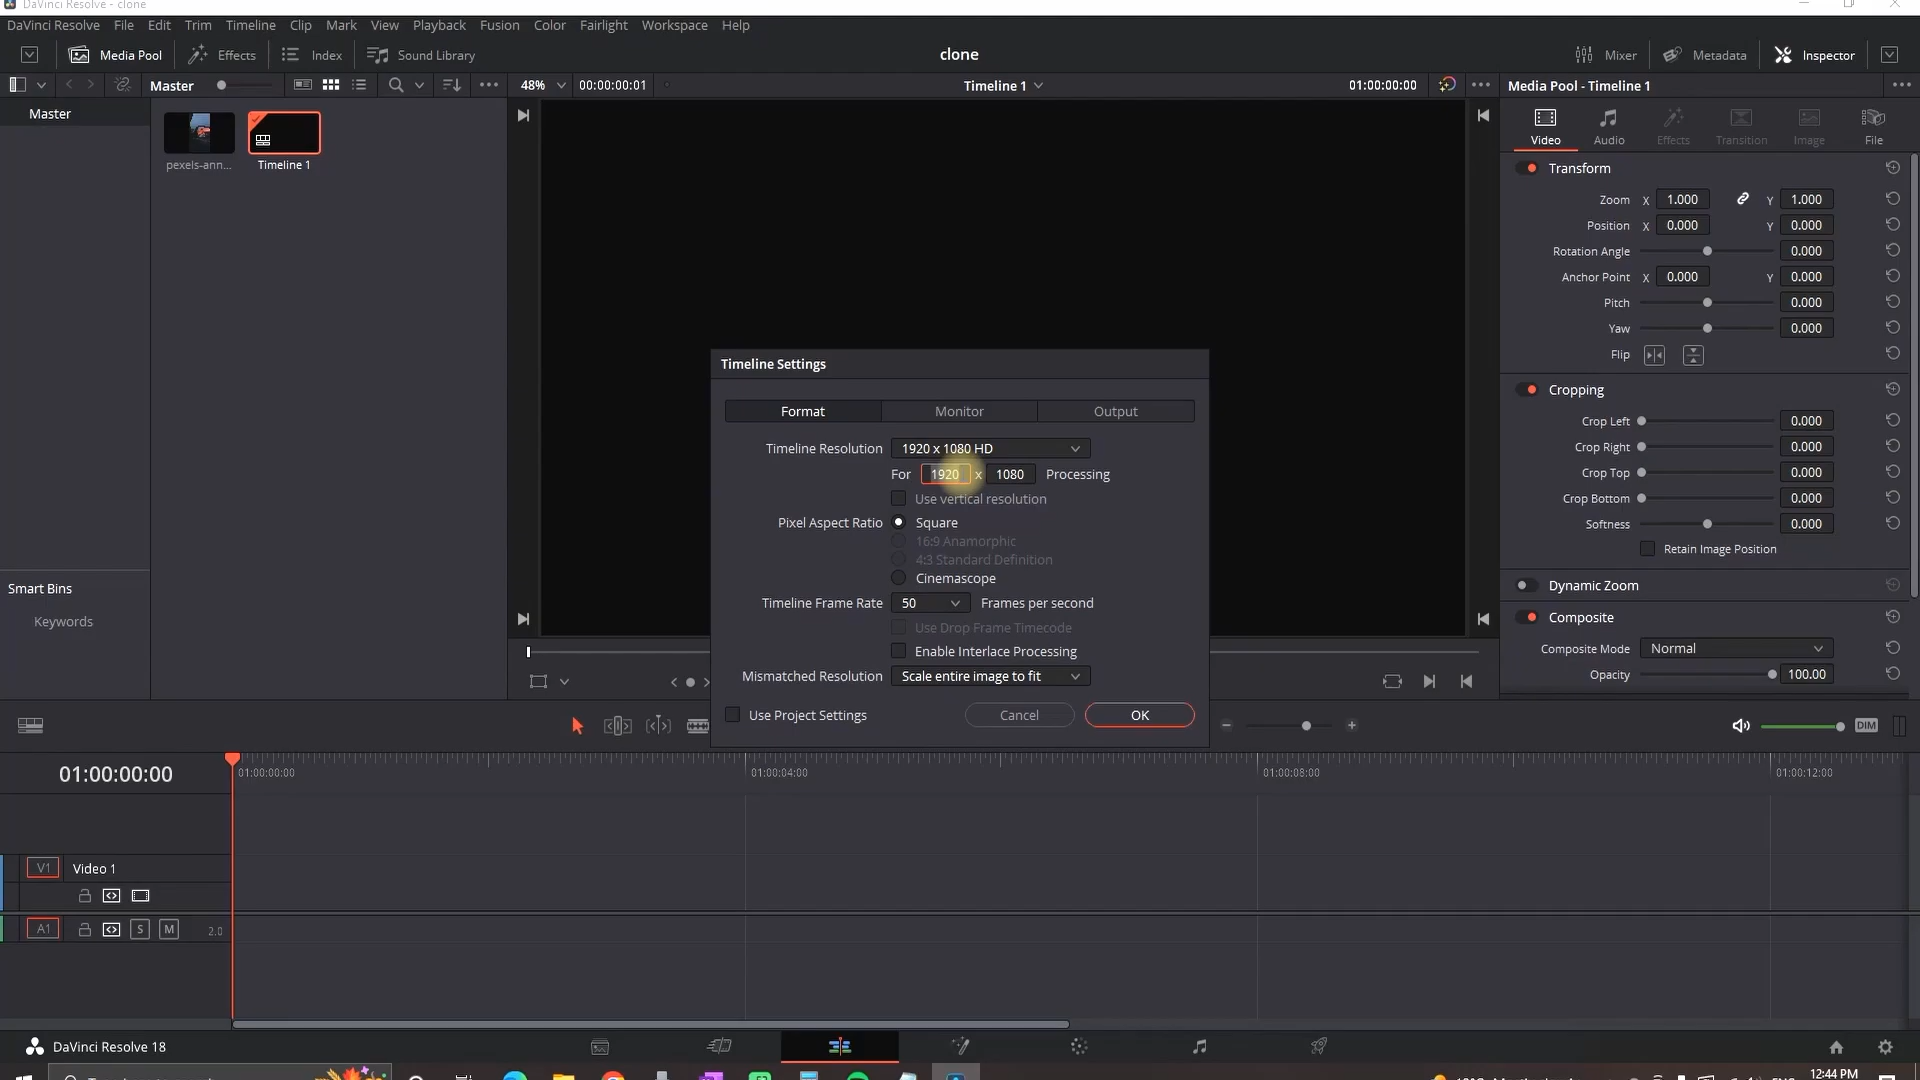 DaVinci Resolve - clone
DaVinci Resolve File Edit Trim Timeline Clip Mark View Playback Fusion Color Fairlight Workspace Help
Media Pool Effects Index Sound Library clone Mixer Metadata Inspector
Master 48% 00:00:00:01 Timeline 1 01:00:00:00 Media Pool - Timeline 1
Master
pexels-ann... Timeline 1
Video Audio Effects Transition Image File
Transform
Zoom X 1.000 Y 1.000
Position X 0.000 Y 0.000
Rotation Angle 0.000
Anchor Point X 0.000 Y 0.000
Pitch 0.000
Yaw 0.000
Flip
Cropping
Crop Left 0.000
Crop Right 0.000
Crop Top 0.000
Crop Bottom 0.000
Softness 0.000
Retain Image Position
Dynamic Zoom
Composite
Composite Mode Normal
Opacity 100.00
Smart Bins
Keywords
Timeline Settings
Format Monitor Output
Timeline Resolution 1920 x 1080 HD
For 1920 x 1080 Processing
Use vertical resolution
Pixel Aspect Ratio Square
16:9 Anamorphic
4:3 Standard Definition
Cinemascope
Timeline Frame Rate 50 Frames per second
Use Drop Frame Timecode
Enable Interlace Processing
Mismatched Resolution Scale entire image to fit
Use Project Settings Cancel OK
DIM
01:00:00:00 01:00:00:00 01:00:04:00 01:00:08:00 01:00:12:00
V1 Video 1
A1 S M 2.0
DaVinci Resolve 18
12:44 PM